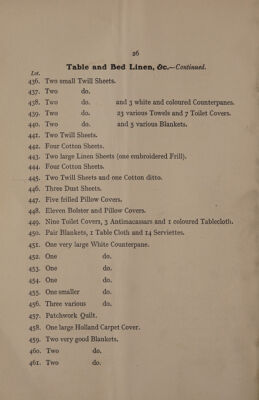 26
Table and Bed Linen, &c.—Continued.
Lot.
436. Two small Twill Sheets.
437. Two do.
438. Two do. and 3 white and coloured Counterpanes.
439. Two do. 23 various Towels and 7 Toilet Covers.
440. Two do. and 5 various Blankets.
441. Two Twill Sheets.
442. Four Cotton Sheets.
443. Two large Linen Sheets (one embroidered Frill).
444. Four Cotton Sheets.
445. Two Twill Sheets and one Cotton ditto.
446. Three Dust Sheets.
447. Five frilled Pillow Covers.
448. Eleven Bolster and Pillow Covers.
449. Nine Toilet Covers, 3 Antimacassars and 1 coloured Tablecloth.
450. Pair Blankets, 1 Table Cloth and 14 Serviettes.
451. One very large White Counterpane.
452. One do.
453. One do.
454. One do.
455. One smaller do.
456. Three various do.
457. Patchwork Quilt.
458. One large Holland Carpet Cover.
459. Two very good Blankets.
460. Two do.
461. Two do.